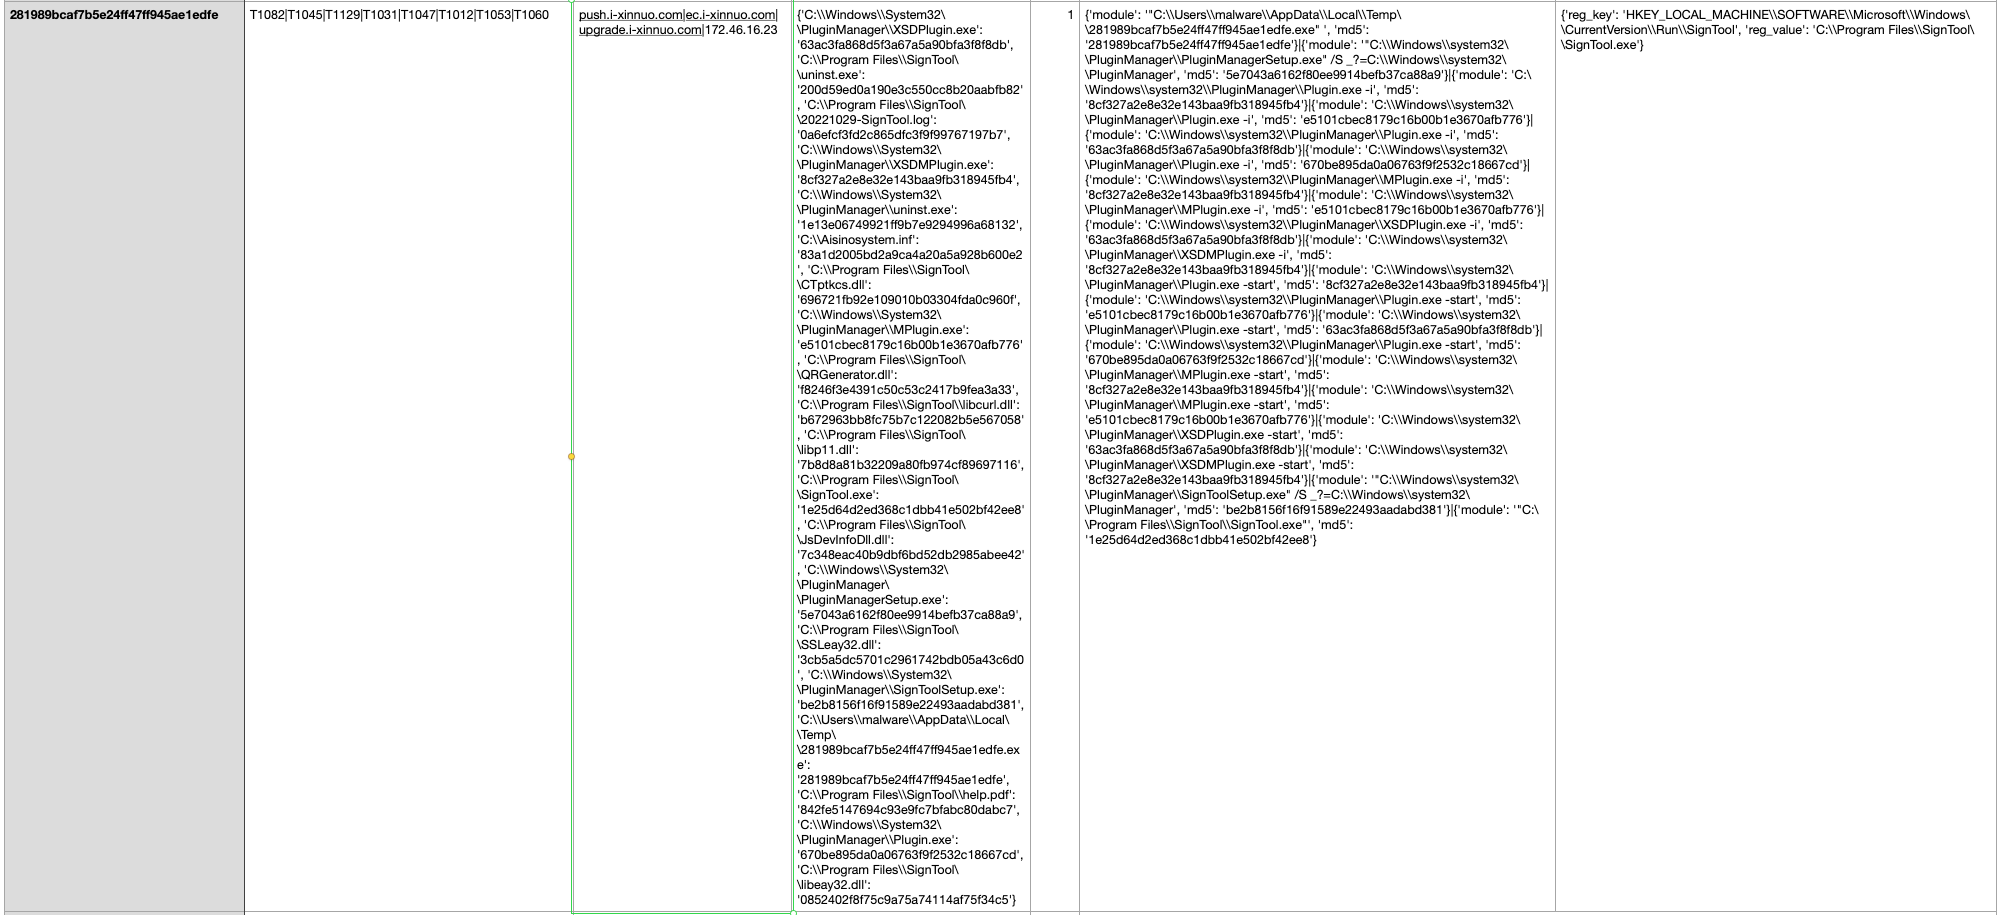 281989bcaf7b5e24ff47ff945ae1edfe
T1082|T1045|T1129|T1031|T1047|T1012|T1053|T1060
push.i-xinnuo.com|ec.i-xinnuo.com|
upgrade.i-xinnuo.com|172.46.16.23
{'C:\\Windows\\System32\
\PluginManager\\XSDPlugin.exe':
'63ac3fa868d5f3a67a5a90bfa3f8f8db',
'C:\\Program Files\\SignTool\
\uninst.exe':
'200d59ed0a190e3c550cc8b20aabfb82'
, 'C:\\Program Files\\SignTool\
\20221029-SignTool.log':
'0a6efcf3fd2c865dfc3f9f99767197b7',
'C:\\Windows\\System32\
\PluginManager\\XSDMPlugin.exe':
'8cf327a2e8e32e143baa9fb318945fb4',
'C:\\Windows\\System32\
\PluginManager\\uninst.exe':
'1e13e06749921ff9b7e9294996a68132',
'C:\\Aisinosystem.inf':
'83a1d2005bd2a9ca4a20a5a928b600e2
', 'C:\\Program Files\\SignTool\
\CTptkcs.dll':
'696721fb92e109010b03304fda0c960f',
'C:\\Windows\\System32\
\PluginManager\\MPlugin.exe':
'e5101cbec8179c16b00b1e3670afb776'
, 'C:\\Program Files\\SignTool\
\QRGenerator.dll':
'f8246f3e4391c50c53c2417b9fea3a33',
'C:\\Program Files\\SignTool\\libcurl.dll':
'b672963bb8fc75b7c122082b5e567058'
, 'C:\\Program Files\\SignTool\
\libp11.dll':
'7b8d8a81b32209a80fb974cf89697116',
'C:\\Program Files\\SignTool\
\SignTool.exe':
'1e25d64d2ed368c1dbb41e502bf42ee8'
, 'C:\\Program Files\\SignTool\
\JsDevInfoDll.dll':
'7c348eac40b9dbf6bd52db2985abee42'
, 'C:\\Windows\\System32\
\PluginManager\
\PluginManagerSetup.exe':
'5e7043a6162f80ee9914befb37ca88a9',
'C:\\Program Files\\SignTool\
\SSLeay32.dll':
'3cb5a5dc5701c2961742bdb05a43c6d0
', 'C:\\Windows\\System32\
\PluginManager\\SignToolSetup.exe':
'be2b8156f16f91589e22493aadabd381',
'C:\\Users\\malware\\AppData\\Local\
\Temp\
\281989bcaf7b5e24ff47ff945ae1edfe.ex
e':
'281989bcaf7b5e24ff47ff945ae1edfe',
'C:\\Program Files\\SignTool\\help.pdf':
'842fe5147694c93e9fc7bfabc80dabc7',
'C:\\Windows\\System32\
\PluginManager\\Plugin.exe':
'670be895da0a06763f9f2532c18667cd',
'C:\\Program Files\\SignTool\
\libeay32.dll':
'0852402f8f75c9a75a74114af75f34c5'}
1
{'module': '"C:\\Users\\malware\\AppData\\Local\\Temp\
\281989bcaf7b5e24ff47ff945ae1edfe.exe" ', 'md5':
'281989bcaf7b5e24ff47ff945ae1edfe'}|{'module': '"C:\\Windows\\system32\
\PluginManager\\PluginManagerSetup.exe" /S _?=C:\\Windows\\system32\
\PluginManager', 'md5': '5e7043a6162f80ee9914befb37ca88a9'}|{'module': 'C:\
\Windows\\system32\\PluginManager\\Plugin.exe -i', 'md5':
'8cf327a2e8e32e143baa9fb318945fb4'}|{'module': 'C:\\Windows\\system32\
\PluginManager\\Plugin.exe -i', 'md5': 'e5101cbec8179c16b00b1e3670afb776'}|
{'module': 'C:\\Windows\\system32\\PluginManager\\Plugin.exe -i', 'md5':
'63ac3fa868d5f3a67a5a90bfa3f8f8db'}|{'module': 'C:\\Windows\\system32\
\PluginManager\\Plugin.exe -i', 'md5': '670be895da0a06763f9f2532c18667cd'}|
{'module': 'C:\\Windows\\system32\\PluginManager\\MPlugin.exe -i', 'md5':
'8cf327a2e8e32e143baa9fb318945fb4'}|{'module': 'C:\\Windows\\system32\
\PluginManager\\MPlugin.exe -i', 'md5': 'e5101cbec8179c16b00b1e3670afb776'}|
{'module': 'C:\\Windows\\system32\\PluginManager\\XSDPlugin.exe -i', 'md5':
'63ac3fa868d5f3a67a5a90bfa3f8f8db'}|{'module': 'C:\\Windows\\system32\
\PluginManager\\XSDMPlugin.exe -i', 'md5':
'8cf327a2e8e32e143baa9fb318945fb4'}|{'module': 'C:\\Windows\\system32\
\PluginManager\\Plugin.exe -start', 'md5': '8cf327a2e8e32e143baa9fb318945fb4'}|
{'module': 'C:\\Windows\\system32\\PluginManager\\Plugin.exe -start', 'md5':
'e5101cbec8179c16b00b1e3670afb776'}|{'module': 'C:\\Windows\\system32\
\PluginManager\\Plugin.exe -start', 'md5': '63ac3fa868d5f3a67a5a90bfa3f8f8db'}|
{'module': 'C:\\Windows\\system32\\PluginManager\\Plugin.exe -start', 'md5':
'670be895da0a06763f9f2532c18667cd'}|{'module': 'C:\\Windows\\system32\
\PluginManager\\MPlugin.exe -start', 'md5':
'8cf327a2e8e32e143baa9fb318945fb4'}|{'module': 'C:\\Windows\\system32\
\PluginManager\\MPlugin.exe -start', 'md5':
'e5101cbec8179c16b00b1e3670afb776'}|{'module': 'C:\\Windows\\system32\
\PluginManager\\XSDPlugin.exe -start', 'md5':
'63ac3fa868d5f3a67a5a90bfa3f8f8db'}|{'module': 'C:\\Windows\\system32\
\PluginManager\\XSDMPlugin.exe -start', 'md5':
'8cf327a2e8e32e143baa9fb318945fb4'}|{'module': '"C:\\Windows\\system32\
\PluginManager\\SignToolSetup.exe" /S _?=C:\\Windows\\system32\
\PluginManager', 'md5': 'be2b8156f16f91589e22493aadabd381'}|{'module': '"C:\
\Program Files\\SignTool\\SignTool.exe"', 'md5':
'1e25d64d2ed368c1dbb41e502bf42ee8'}
{'reg_key': 'HKEY_LOCAL_MACHINE\\SOFTWARE\\Microsoft\\Windows\
\CurrentVersion\\Run\\SignTool', 'reg_value': 'C:\\Program Files\\SignTool\
\SignTool.exe'}